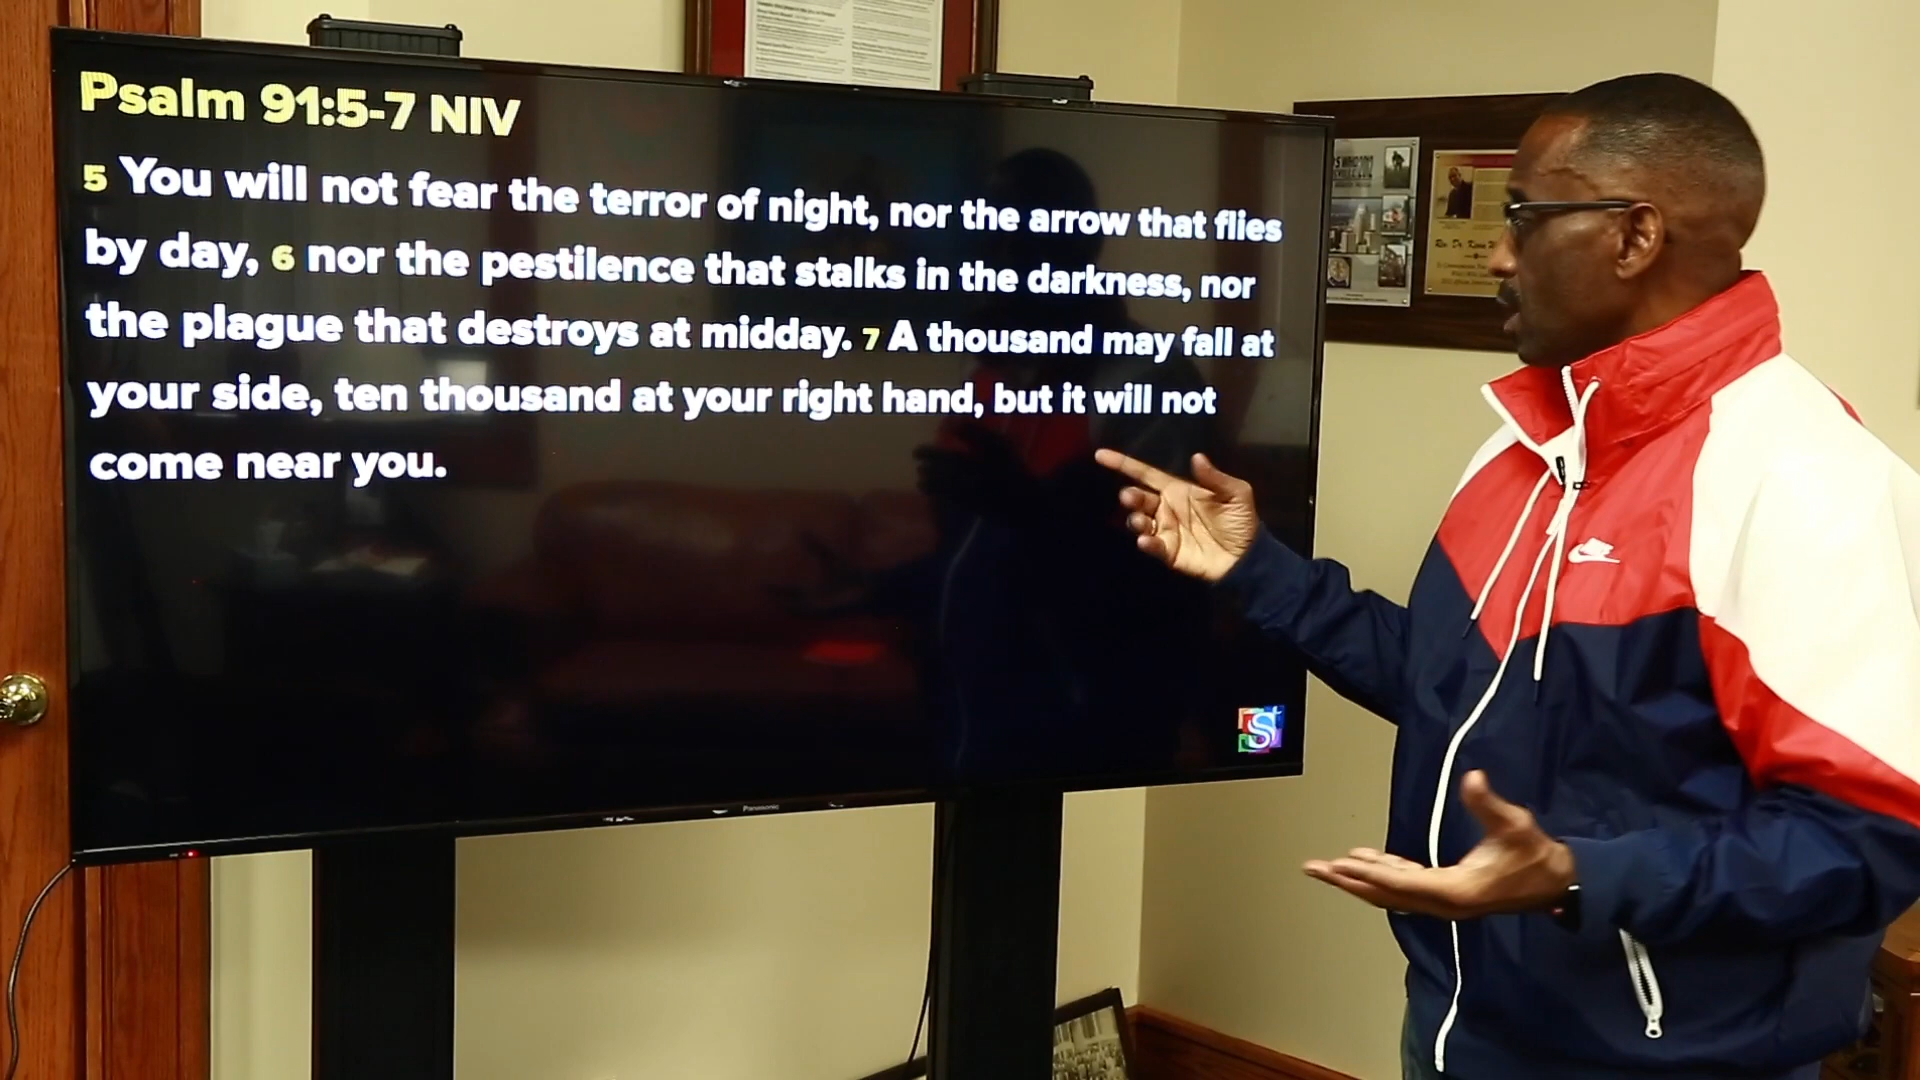 Psalm 91:5-7 NIV
5 You will not fear the terror of night, nor the arrow that flies
by day, 6 nor the pestilence that stalks in the darkness, nor
the plague that destroys at midday. 7 A thousand may fall at
your side, ten thousand at your right hand, but it will not
come near you.
Panasonic
Rev. Dr.